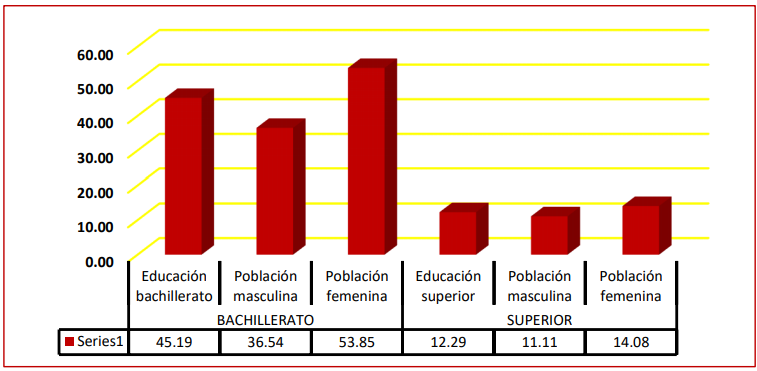 60.00
50.00
40.00
30.00
20.00
10.00
0.00
Educación Población Población Educación Población Población
bachillerato masculina femenina superior masculina femenina
BACHILLERATO SUPERIOR
Series1 45.19 36.54 53.85 12.29 11.11 14.08